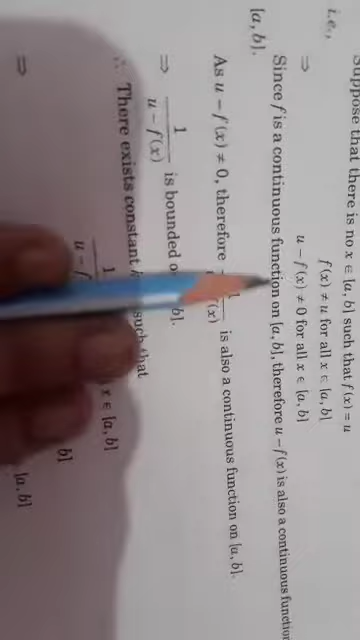 Suppose that there is no x ∈ [a, b] such that f(x) = u
i.e., f(x) ≠ u for all x ∈ [a, b]
⇒ u − f(x) ≠ 0 for all x ∈ [a, b]
Since f is a continuous function on [a, b], therefore u − f(x) is also a continuous function
[a, b].
As u − f(x) ≠ 0, therefore (x) is also a continuous function on [a, b].
⇒ 1/(u − f(x)) is bounded b].
∴ There exists constant such that
1 x ∈ [a, b]
u − f
b]
⇒ [a, b]